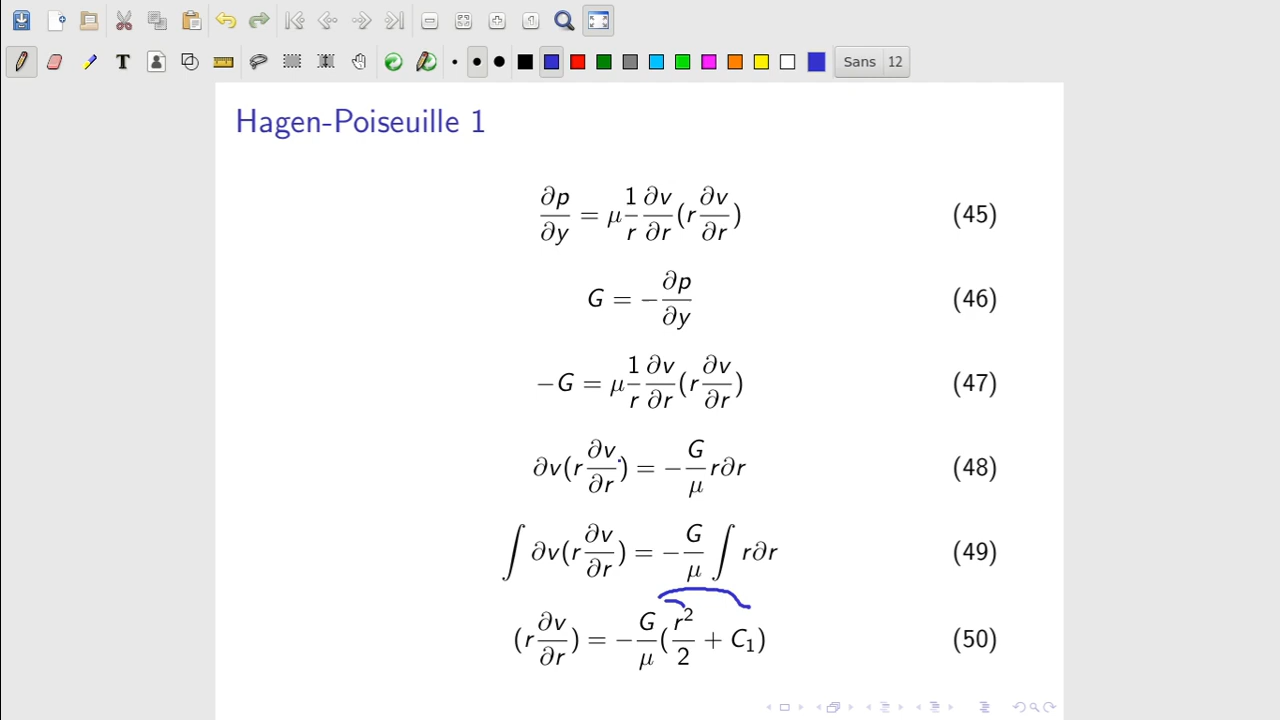 Sans 12
Hagen-Poiseuille 1
∂p/∂y = μ 1/r ∂v/∂r (r ∂v/∂r) (45)
G = −∂p/∂y (46)
−G = μ 1/r ∂v/∂r (r ∂v/∂r) (47)
∂v(r ∂v/∂r) = −G/μ r∂r (48)
∫ ∂v(r ∂v/∂r) = −G/μ ∫ r∂r (49)
(r ∂v/∂r) = −G/μ (r²/2 + C₁) (50)